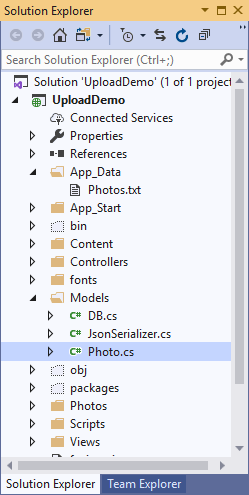 Solution Explorer
Search Solution Explorer (Ctrl+;)
Solution 'UploadDemo' (1 of 1 project
UploadDemo
Connected Services
Properties
References
App_Data
Photos.txt
App_Start
bin
Content
Controllers
fonts
Models
DB.cs
JsonSerializer.cs
Photo.cs
obj
packages
Photos
Scripts
Views
Solution Explorer Team Explorer